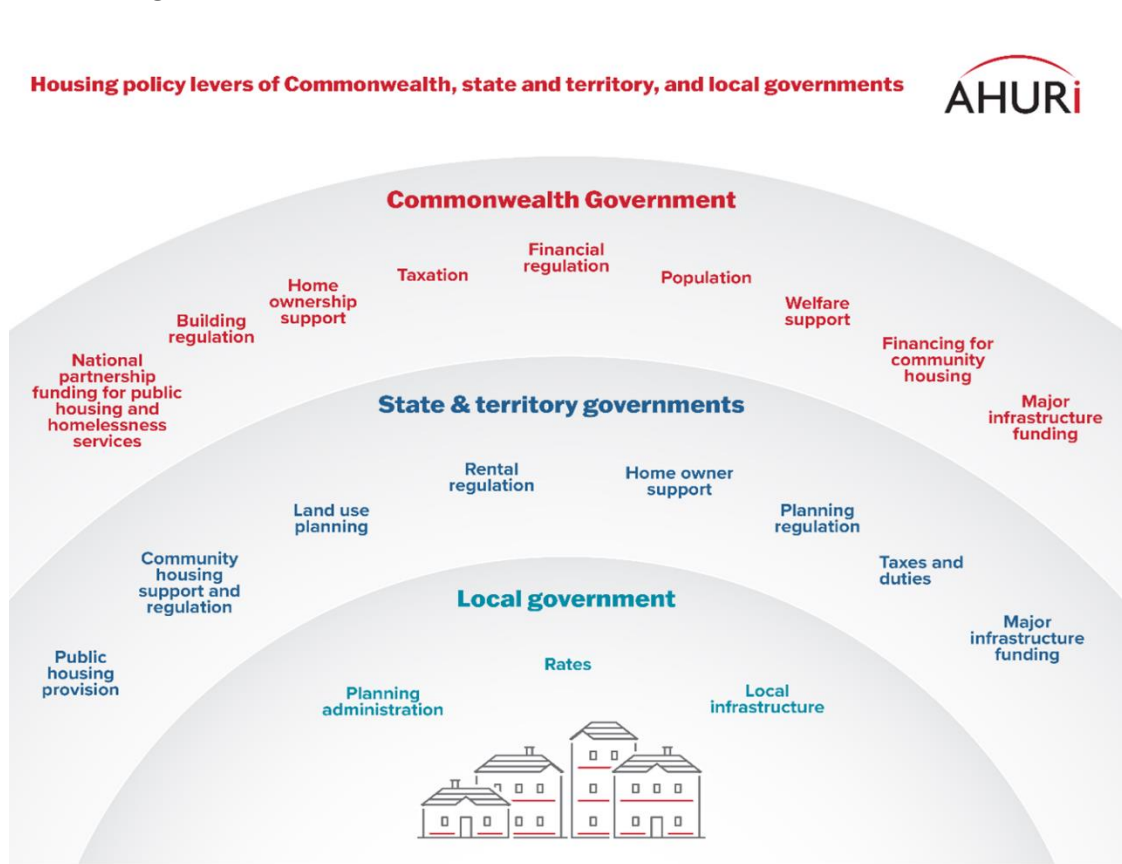 Housing policy levers of Commonwealth, state and territory, and local governments
AHURi
Commonwealth Government
National
partnership
funding for public
housing and
homelessness
services
Building
regulation
Home
ownership
support
Taxation
Financial
regulation
Population
Welfare
support
Financing for
community
housing
Major
infrastructure
funding
State & territory governments
Public
housing
provision
Community
housing
support and
regulation
Land use
planning
Rental
regulation
Home owner
support
Planning
regulation
Taxes and
duties
Major
infrastructure
funding
Local government
Planning
administration
Rates
Local
infrastructure